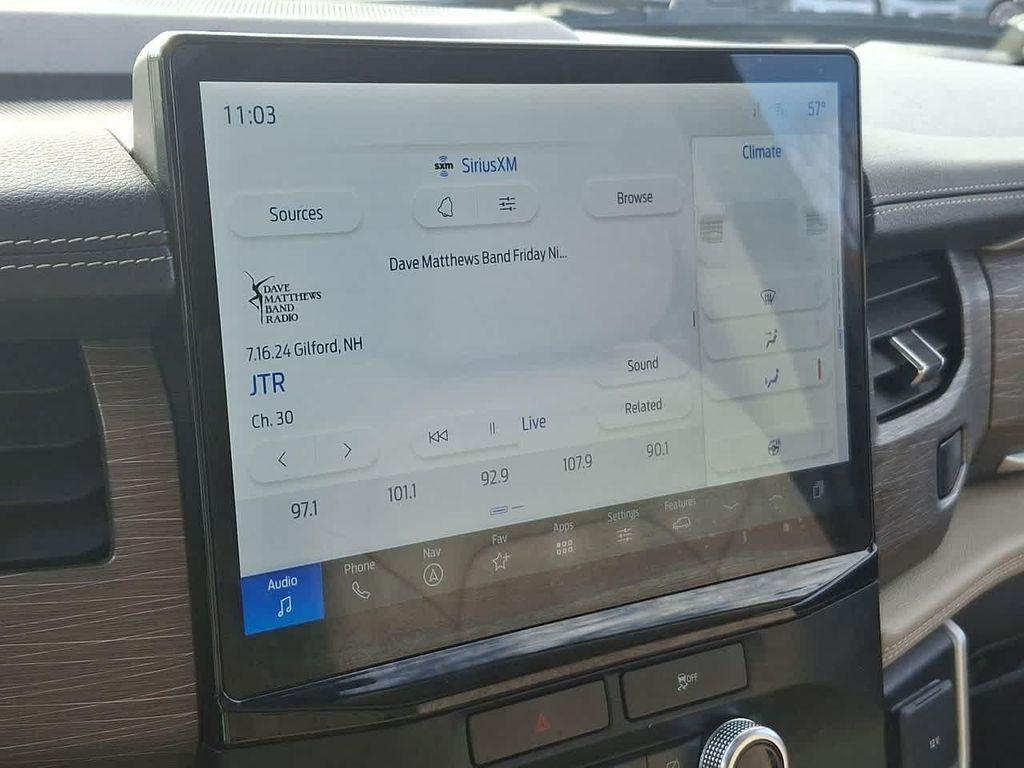 11:03
57°
sxm SiriusXM
Climate
Sources
Browse
Dave Matthews Band Friday Ni...
DAVE
MATTHEWS
BAND
RADIO
7.16.24 Gilford, NH
JTR
Sound
Ch. 30
Related
Live
97.1
101.1
92.9
107.9
90.1
Audio
Phone
Nav
Fav
Apps
Settings
Features
OFF
12V